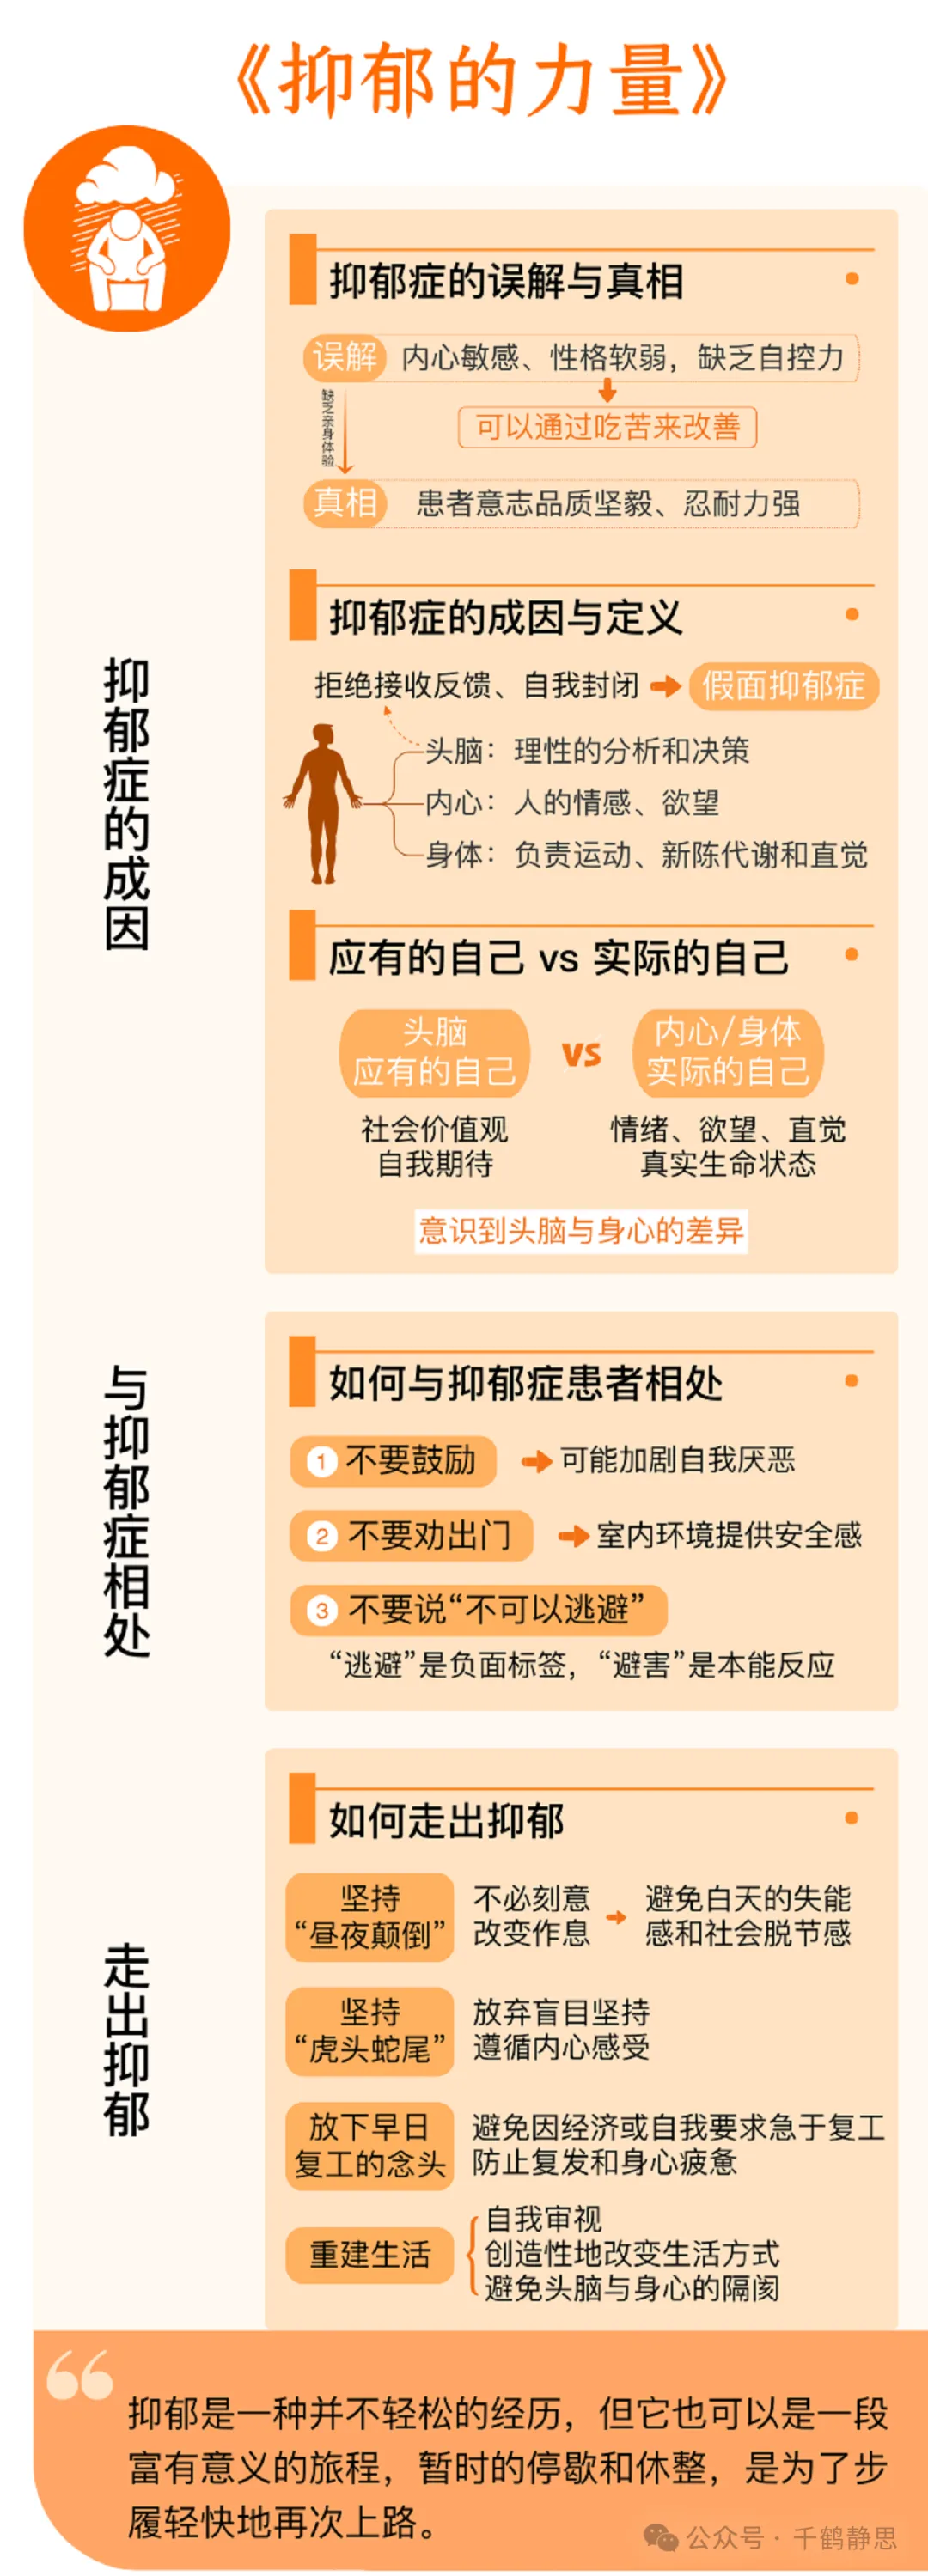 《抑郁的力量》
抑郁症的成因
抑郁症的误解与真相
误解 内心敏感、性格软弱，缺乏自控力
缺乏亲身体验
可以通过吃苦来改善
真相 患者意志品质坚毅、忍耐力强
抑郁症的成因与定义
拒绝接收反馈、自我封闭 假面抑郁症
头脑：理性的分析和决策
内心：人的情感、欲望
身体：负责运动、新陈代谢和直觉
应有的自己 vs 实际的自己
头脑
应有的自己
vs
内心/身体
实际的自己
社会价值观
自我期待
情绪、欲望、直觉
真实生命状态
意识到头脑与身心的差异
与抑郁症相处
如何与抑郁症患者相处
1 不要鼓励 可能加剧自我厌恶
2 不要劝出门 室内环境提供安全感
3 不要说“不可以逃避”
“逃避”是负面标签，“避害”是本能反应
走出抑郁
如何走出抑郁
坚持
“昼夜颠倒”
不必刻意
改变作息
避免白天的失能
感和社会脱节感
坚持
“虎头蛇尾”
放弃盲目坚持
遵循内心感受
放下早日
复工的念头
避免因经济或自我要求急于复工
防止复发和身心疲惫
重建生活
自我审视
创造性地改变生活方式
避免头脑与身心的隔阂
抑郁是一种并不轻松的经历，但它也可以是一段
富有意义的旅程，暂时的停歇和休整，是为了步
履轻快地再次上路。
公众号·千鹤静思